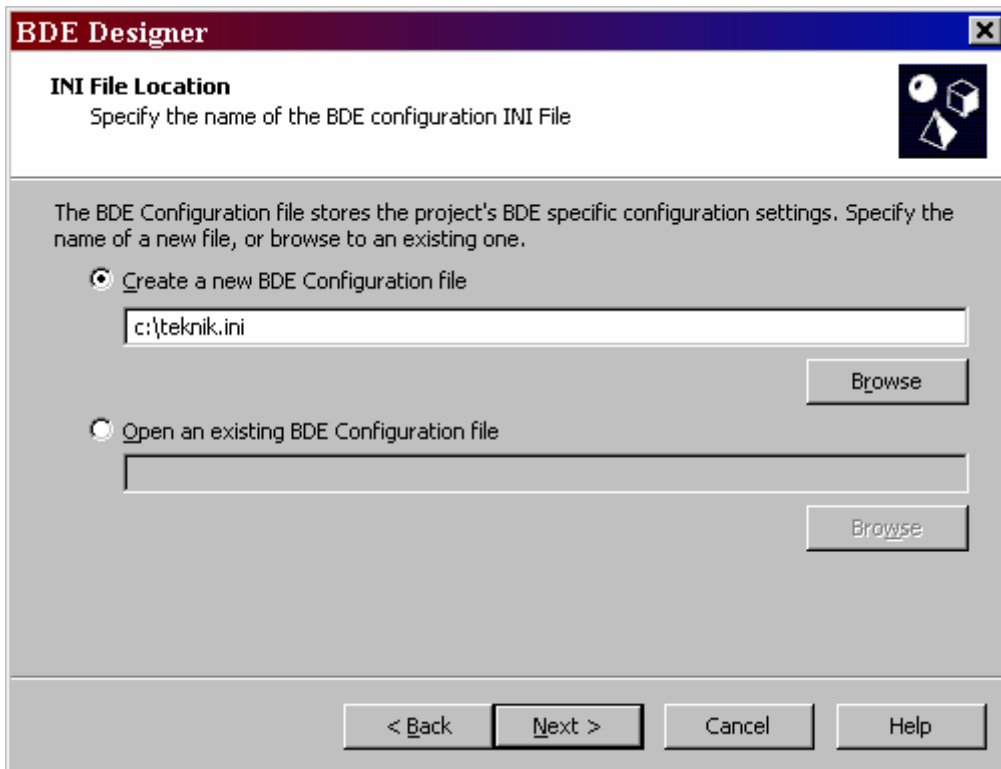 BDE Designer
INI File Location
Specify the name of the BDE configuration INI File
The BDE Configuration file stores the project's BDE specific configuration settings. Specify the
name of a new file, or browse to an existing one.
Create a new BDE Configuration file
c:\teknik.ini
Browse
Open an existing BDE Configuration file
Browse
< Back Next > Cancel Help